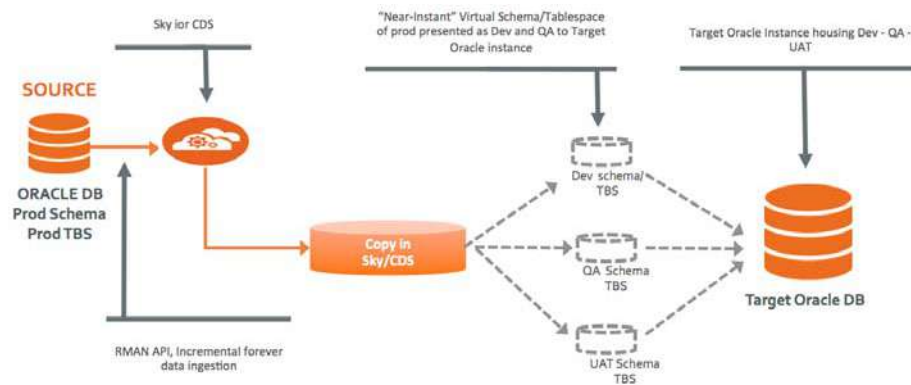 Sky ior CDS
"Near-Instant" Virtual Schema/Tablespace
of prod presented as Dev and QA to Target
Oracle instance
Target Oracle Instance housing Dev - QA -
UAT
SOURCE
ORACLE DB
Prod Schema
Prod TBS
Copy in
Sky/CDS
Dev schema/
TBS
QA Schema
TBS
UAT Schema
TBS
Target Oracle DB
RMAN API, Incremental forever
data ingestion